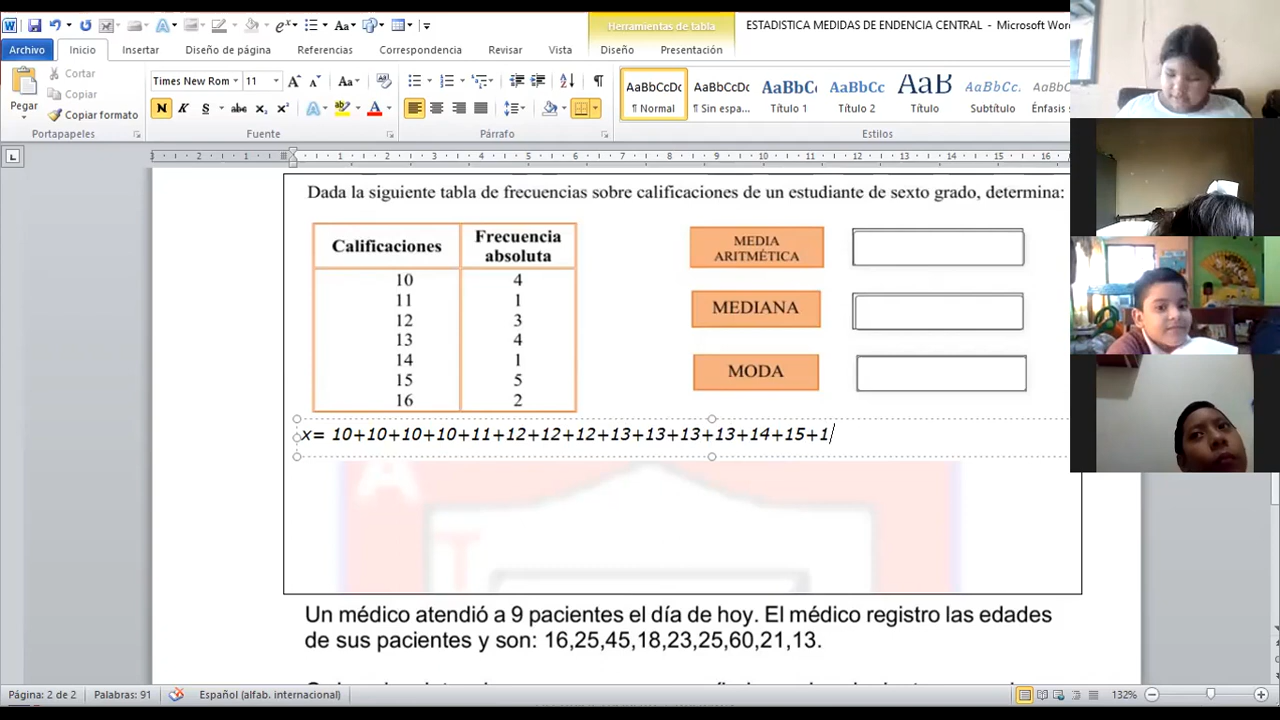 Herramientas de tabla
ESTADISTICA MEDIDAS DE ENDENCIA CENTRAL - Microsoft Wor
Archivo Inicio Insertar Diseño de página Referencias Correspondencia Revisar Vista Diseño Presentación
Pegar
Cortar
Copiar
Copiar formato
Portapapeles
Times New Rom 11
Fuente
Párrafo
AaBbCcDc AaBbCcDc AaBbC AaBbCc AaB AaBbCc. AaBbCcD
¶ Normal ¶ Sin espa... Título 1 Título 2 Título Subtítulo Énfasis s
Estilos
Dada la siguiente tabla de frecuencias sobre calificaciones de un estudiante de sexto grado, determina:
Calificaciones Frecuencia absoluta
10 4
11 1
12 3
13 4
14 1
15 5
16 2
MEDIA
ARITMÉTICA
MEDIANA
MODA
x= 10+10+10+10+11+12+12+12+13+13+13+13+14+15+1
Un médico atendió a 9 pacientes el día de hoy. El médico registro las edades
de sus pacientes y son: 16,25,45,18,23,25,60,21,13.
Página: 2 de 2 Palabras: 91 Español (alfab. internacional) 132%